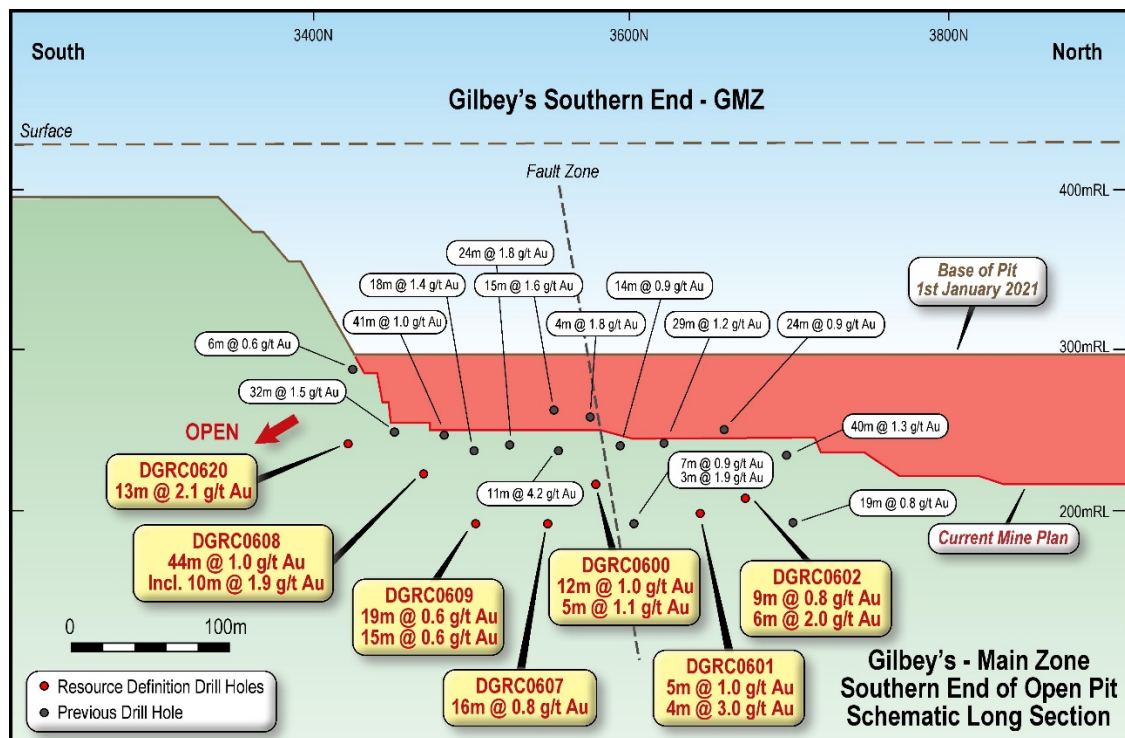 3400N
3600N
3800N
South
North
Gilbey's Southern End - GMZ
Surface
Fault Zone
400mRL
24m @ 1.8 g/t Au
18m @ 1.4 g/t Au
15m @ 1.6 g/t Au
14m @ 0.9 g/t Au
Base of Pit
1st January 2021
41m @ 1.0 g/t Au
4m @ 1.8 g/t Au
29m @ 1.2 g/t Au
24m @ 0.9 g/t Au
6m @ 0.6 g/t Au
300mRL
32m @ 1.5 g/t Au
OPEN
40m @ 1.3 g/t Au
DGRC0620
13m @ 2.1 g/t Au
7m @ 0.9 g/t Au
3m @ 1.9 g/t Au
11m @ 4.2 g/t Au
19m @ 0.8 g/t Au
200mRL
DGRC0608
44m @ 1.0 g/t Au
Incl. 10m @ 1.9 g/t Au
Current Mine Plan
DGRC0600
12m @ 1.0 g/t Au
5m @ 1.1 g/t Au
DGRC0602
9m @ 0.8 g/t Au
6m @ 2.0 g/t Au
DGRC0609
19m @ 0.6 g/t Au
15m @ 0.6 g/t Au
0
100m
DGRC0607
16m @ 0.8 g/t Au
DGRC0601
5m @ 1.0 g/t Au
4m @ 3.0 g/t Au
Gilbey's - Main Zone
Southern End of Open Pit
Schematic Long Section
Resource Definition Drill Holes
Previous Drill Hole